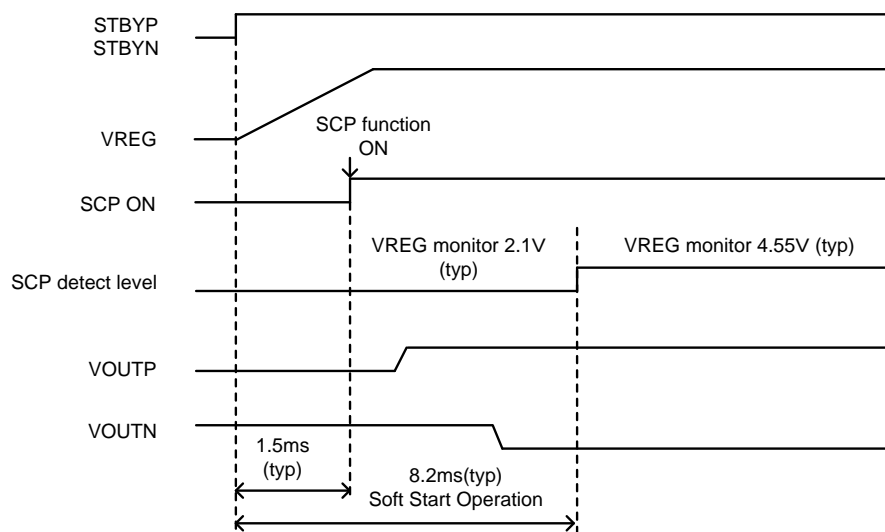 STBYP
STBYN
VREG
SCP function
ON
SCP ON
VREG monitor 2.1V
(typ)
VREG monitor 4.55V (typ)
SCP detect level
VOUTP
VOUTN
1.5ms
(typ)
8.2ms(typ)
Soft Start Operation